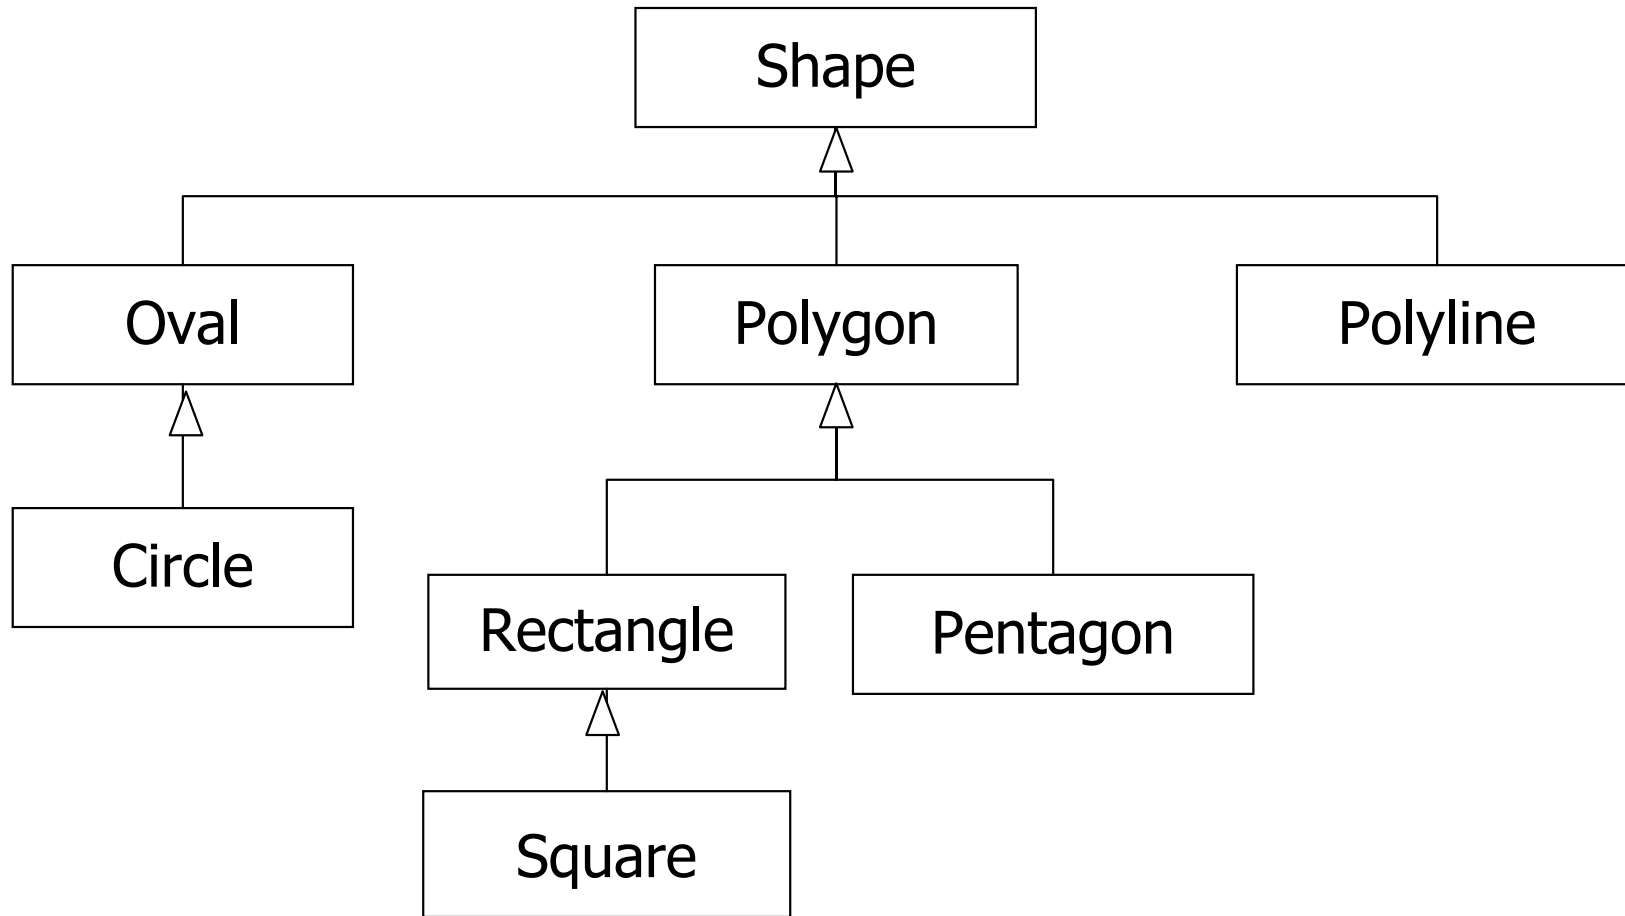 Shape
Oval
Polygon
Polyline
Circle
Rectangle
Pentagon
Square